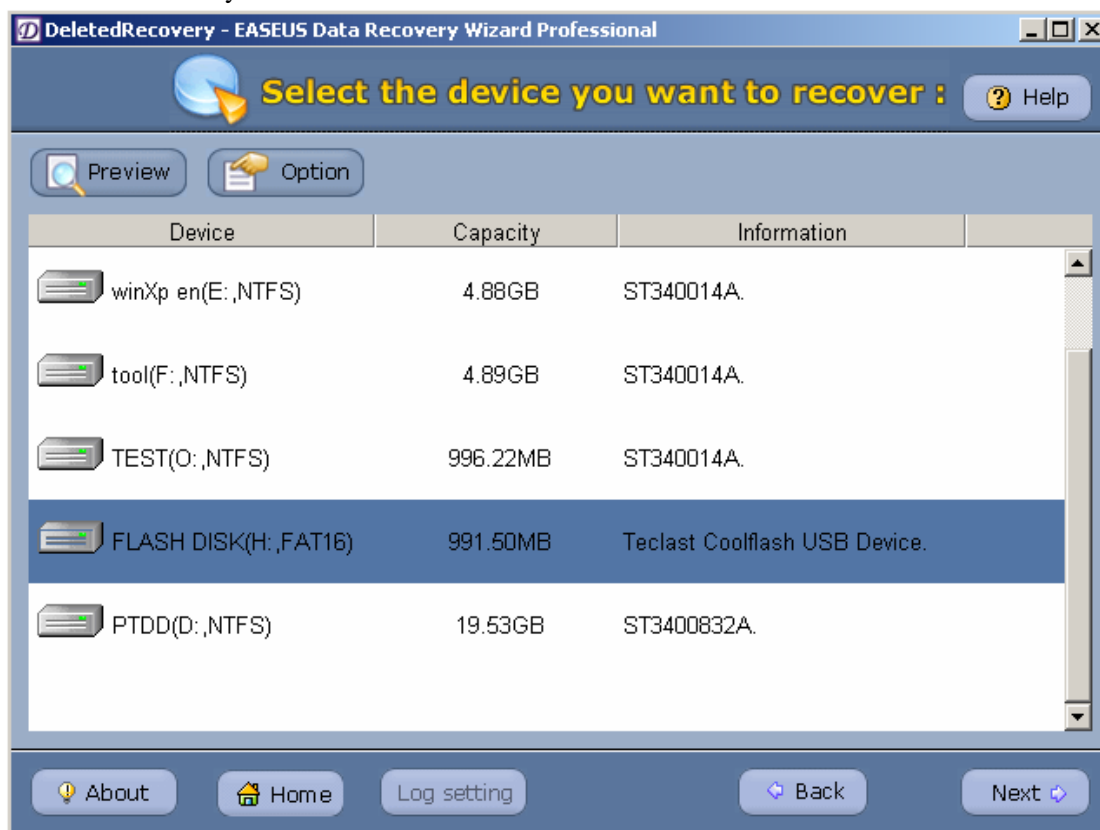 DeletedRecovery - EASEUS Data Recovery Wizard Professional
Select the device you want to recover :
Help
Preview Option
Device Capacity Information
winXp en(E: ,NTFS) 4.88GB ST340014A.
tool(F: ,NTFS) 4.89GB ST340014A.
TEST(O: ,NTFS) 996.22MB ST340014A.
FLASH DISK(H: ,FAT16) 991.50MB Teclast Coolflash USB Device.
PTDD(D: ,NTFS) 19.53GB ST3400832A.
About Home Log setting Back Next